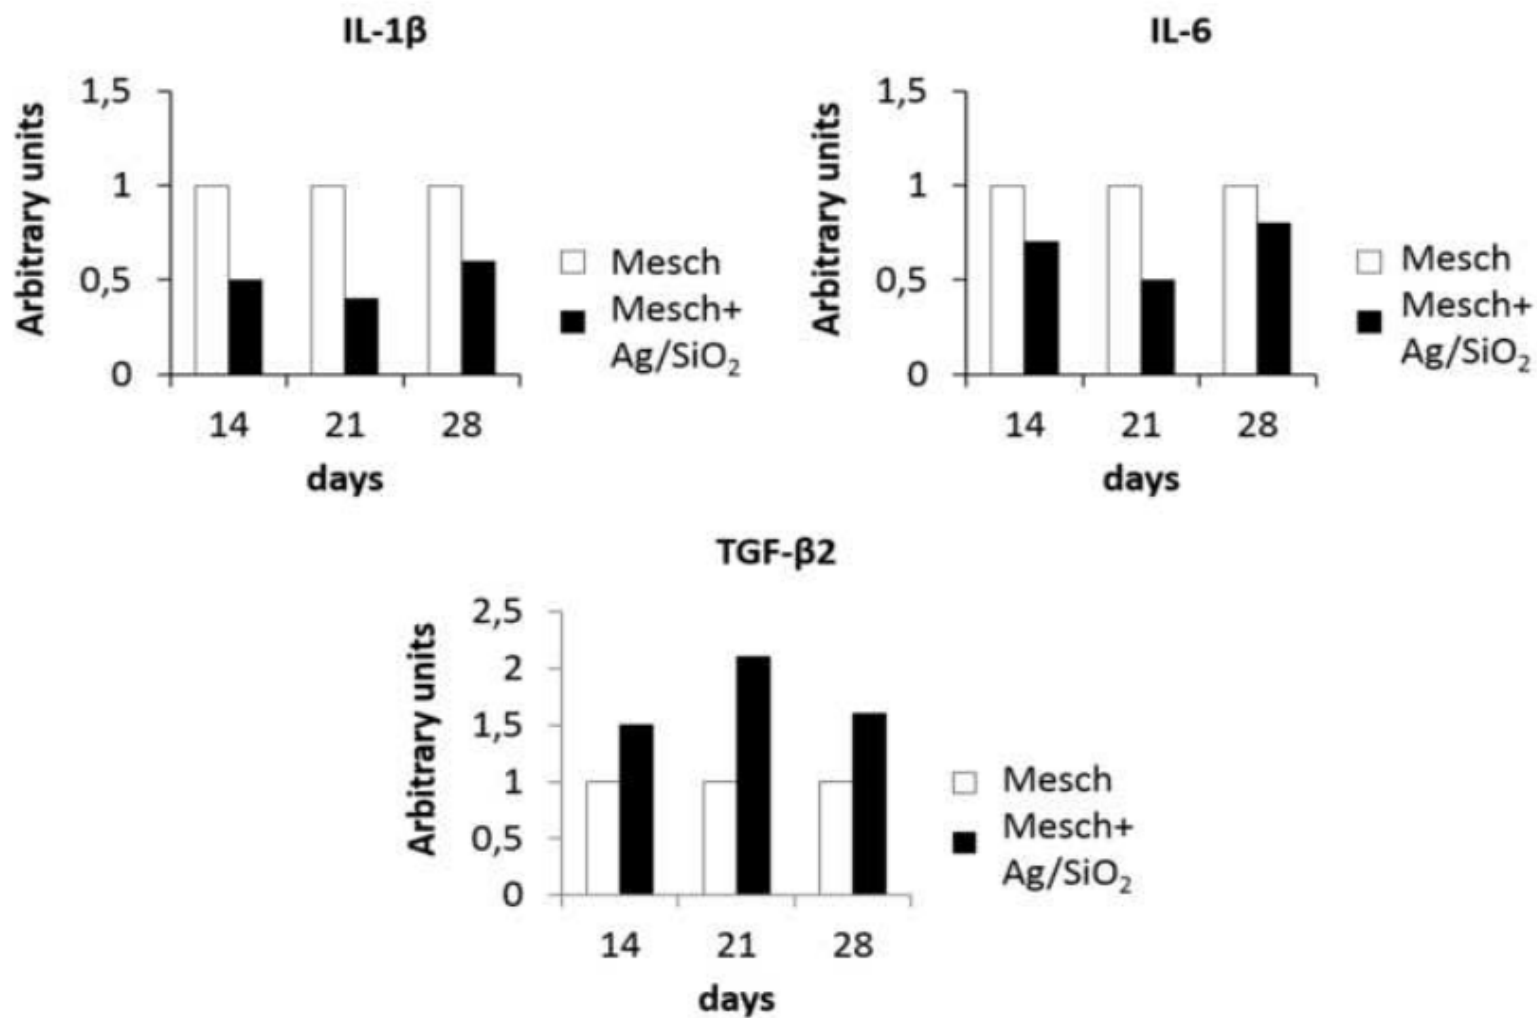 IL-1β
Arbitrary units
1,5
1
0,5
0
14 21 28
days
Mesch
Mesch+
Ag/SiO₂
IL-6
Arbitrary units
1,5
1
0,5
0
14 21 28
days
Mesch
Mesch+
Ag/SiO₂
TGF-β2
Arbitrary units
2,5
2
1,5
1
0,5
0
14 21 28
days
Mesch
Mesch+
Ag/SiO₂